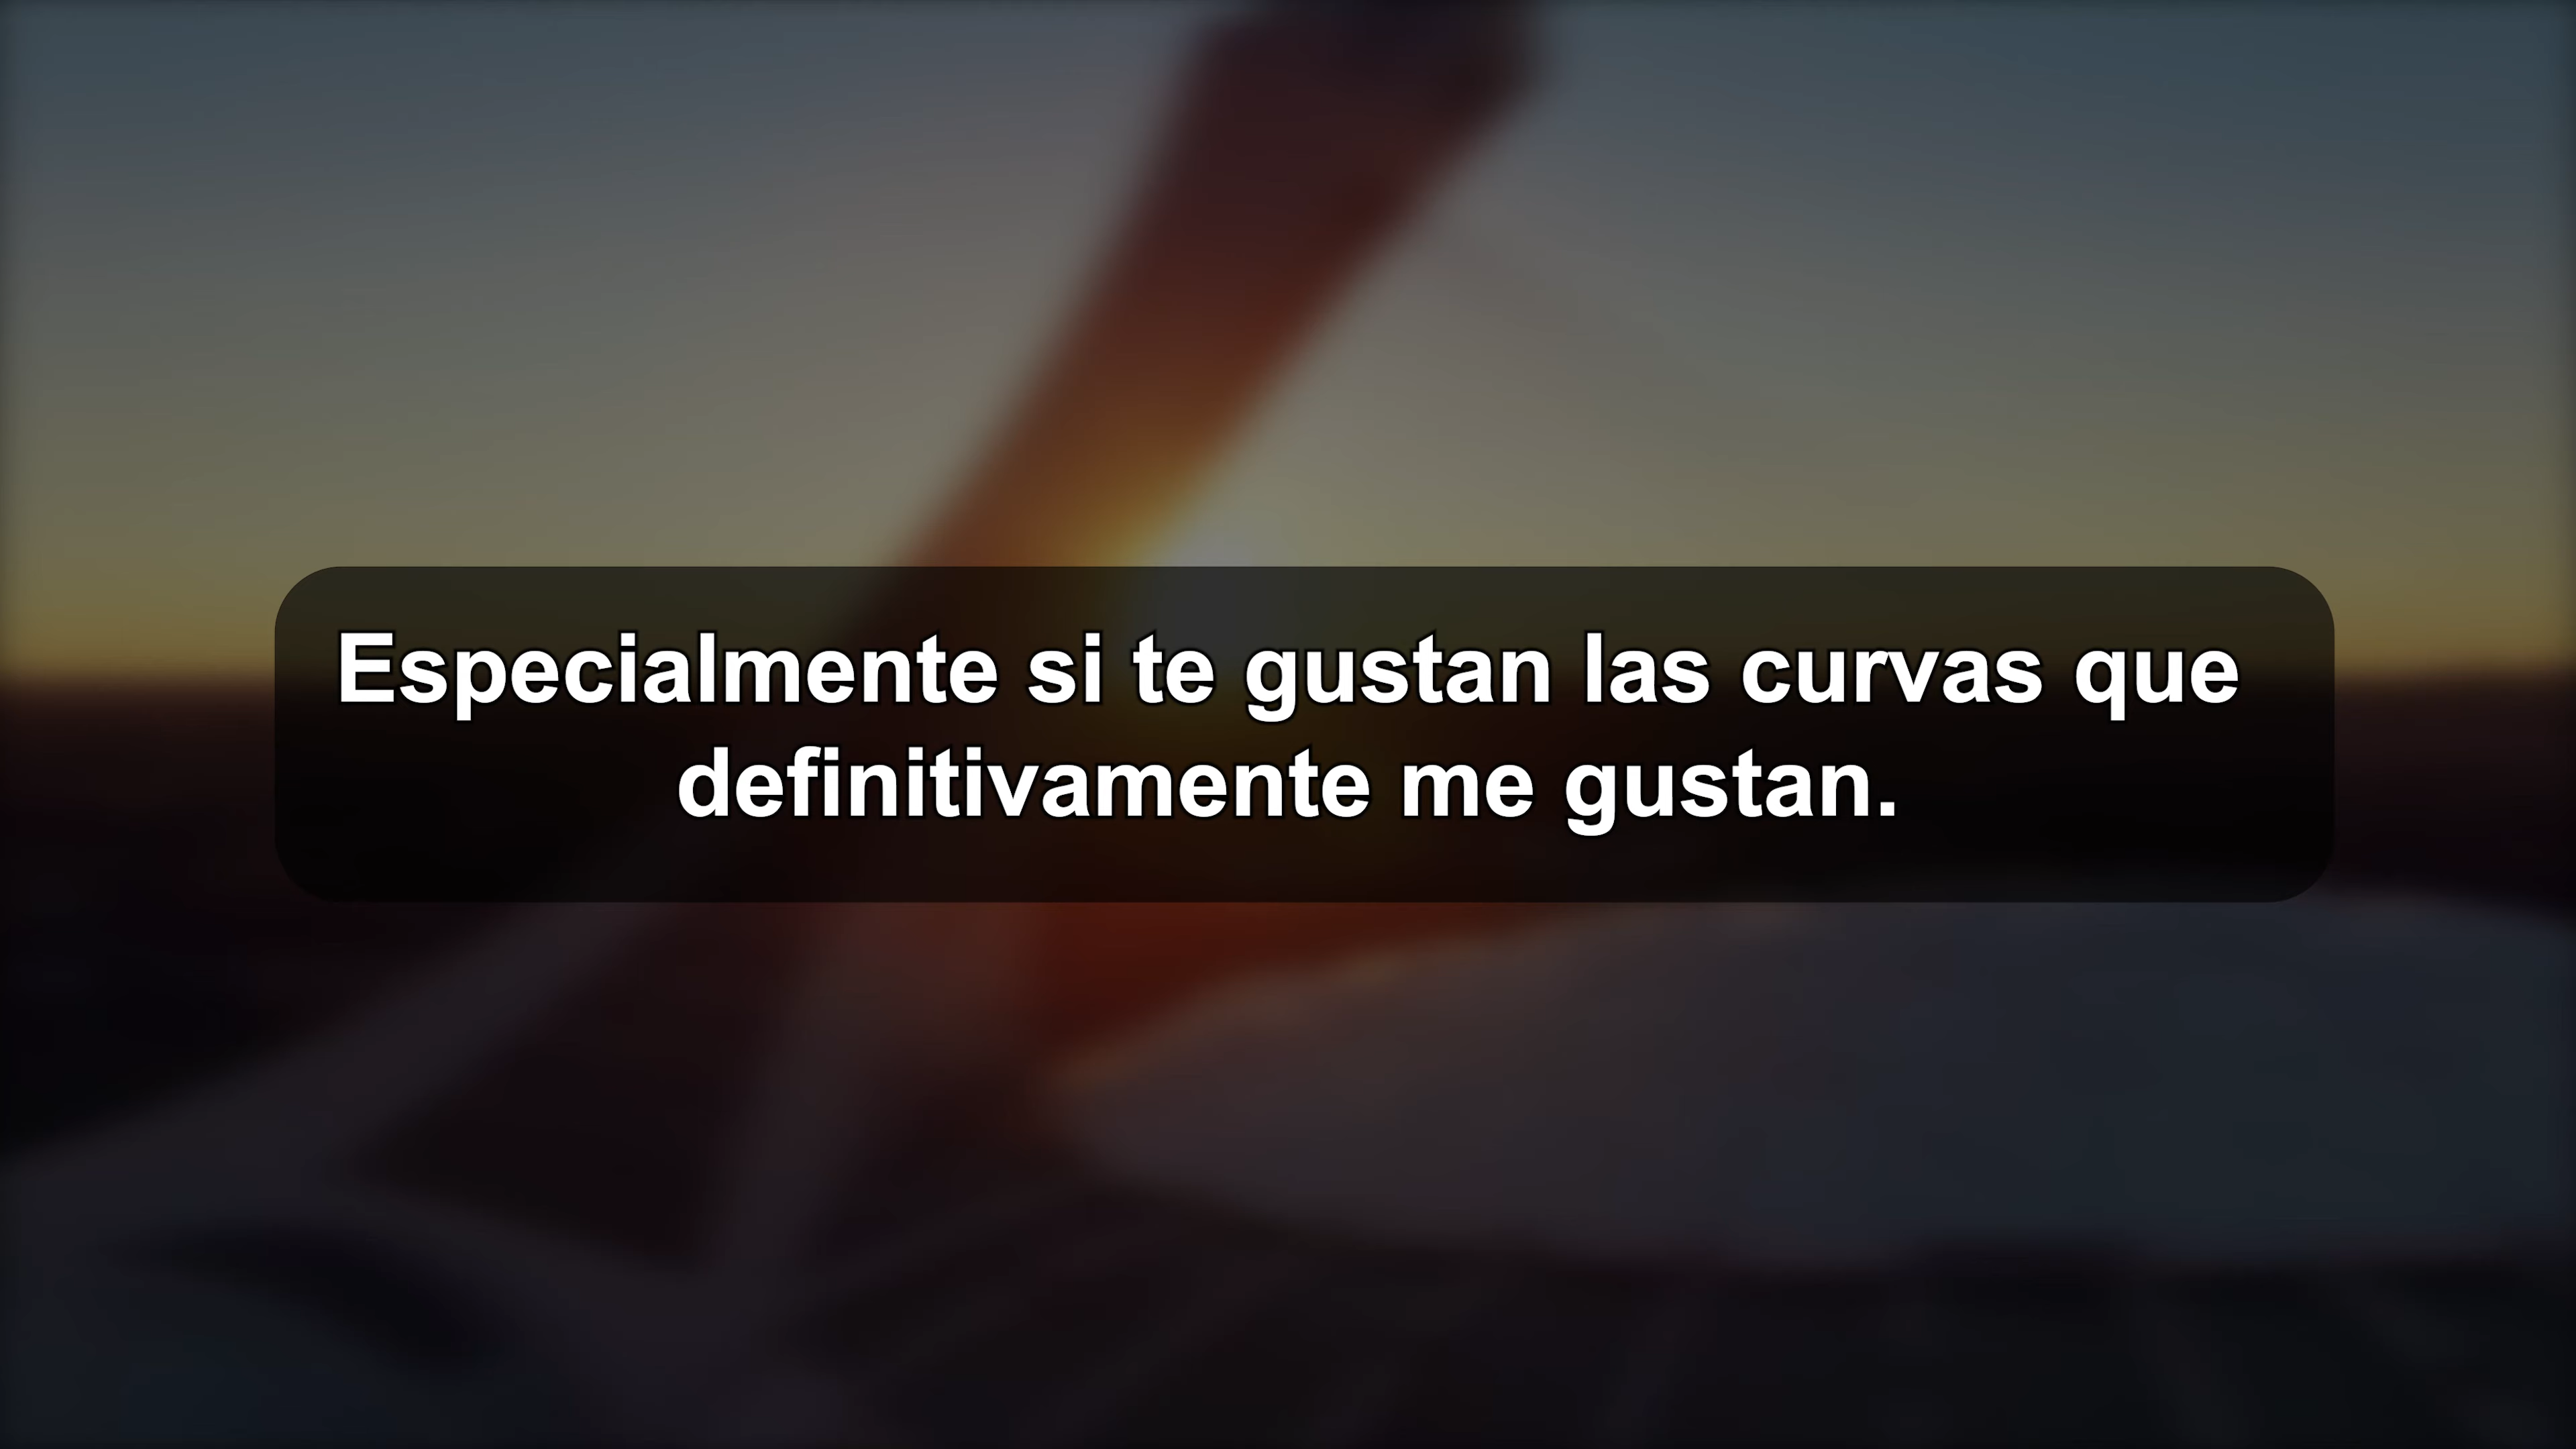 Especialmente si te gustan las curvas que
definitivamente me gustan.